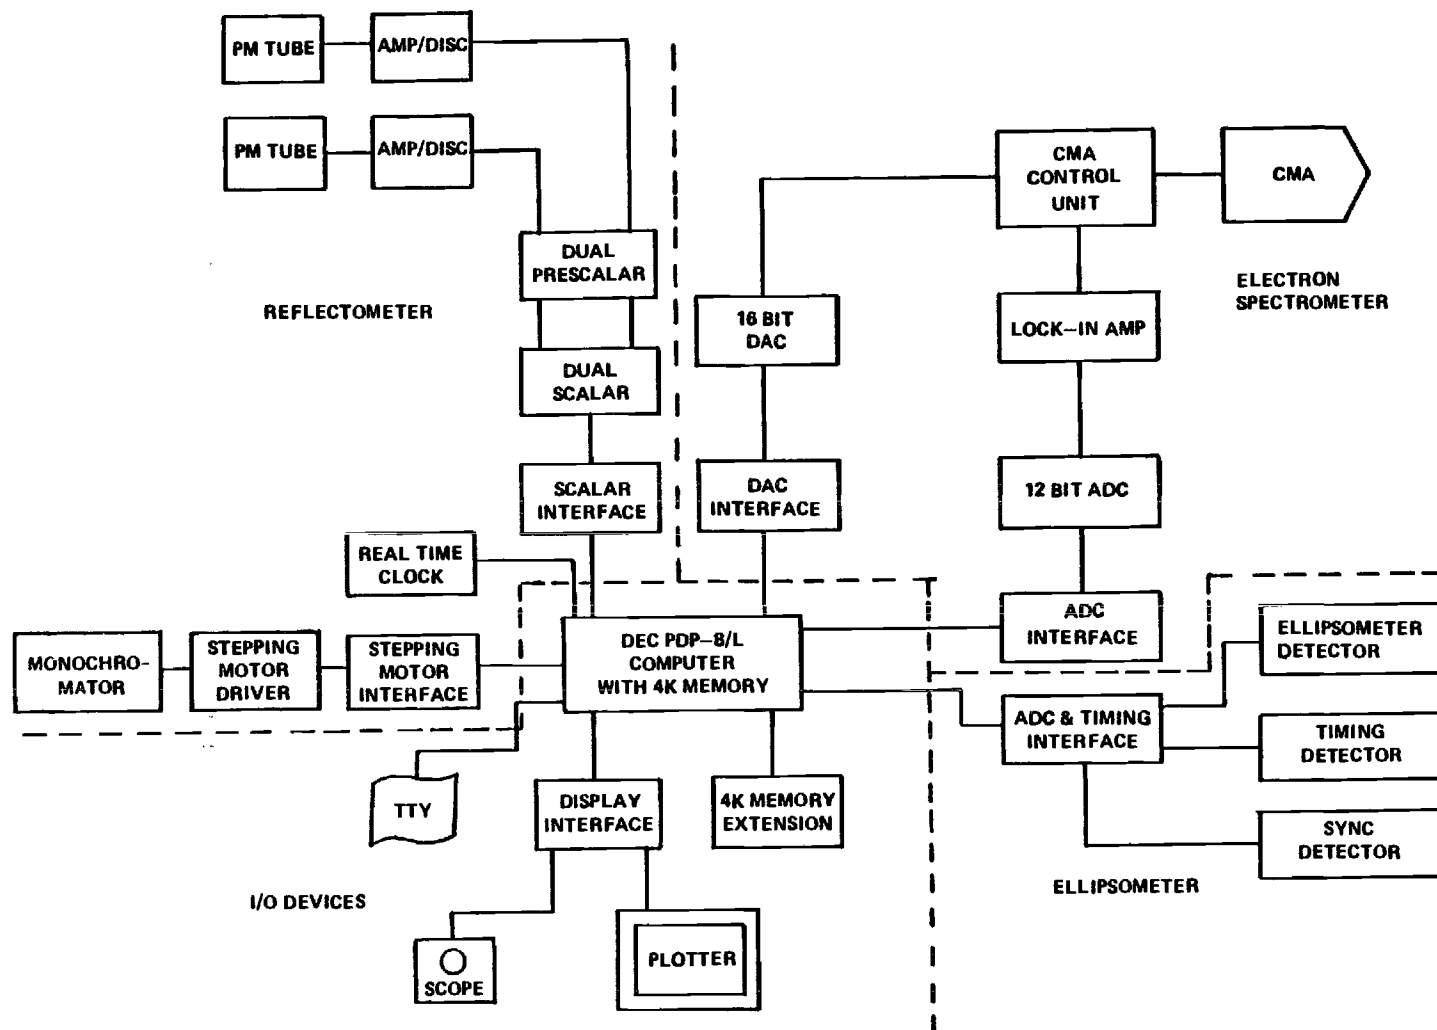 PM TUBE
AMP/DISC
PM TUBE
AMP/DISC
DUAL
PRESCALAR
REFLECTOMETER
DUAL
SCALAR
SCALAR
INTERFACE
REAL TIME
CLOCK
MONOCHRO-
MATOR
STEPPING
MOTOR
DRIVER
STEPPING
MOTOR
INTERFACE
CMA
CONTROL
UNIT
CMA
ELECTRON
SPECTROMETER
16 BIT
DAC
LOCK-IN AMP
DAC
INTERFACE
12 BIT ADC
ADC
INTERFACE
DEC PDP-8/L
COMPUTER
WITH 4K MEMORY
ELLIPSOMETER
DETECTOR
ADC & TIMING
INTERFACE
TIMING
DETECTOR
SYNC
DETECTOR
ELLIPSOMETER
TTY
DISPLAY
INTERFACE
4K MEMORY
EXTENSION
I/O DEVICES
SCOPE
PLOTTER